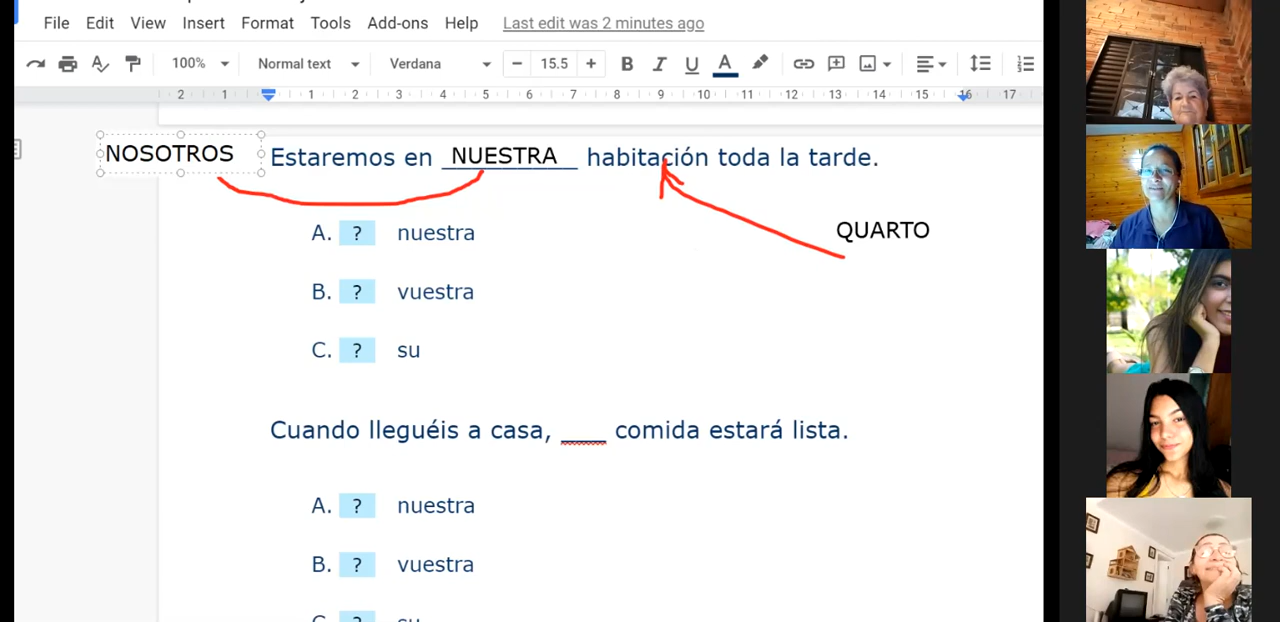 File Edit View Insert Format Tools Add-ons Help Last edit was 2 minutes ago
100% Normal text Verdana − 15.5 + B I U A
2 1 1 2 3 4 5 6 7 8 9 10 11 12 13 14 15 16 17
NOSOTROS Estaremos en NUESTRA habitación toda la tarde.
A. ? nuestra
QUARTO
B. ? vuestra
C. ? su
Cuando lleguéis a casa, ____ comida estará lista.
A. ? nuestra
B. ? vuestra
C. ? su